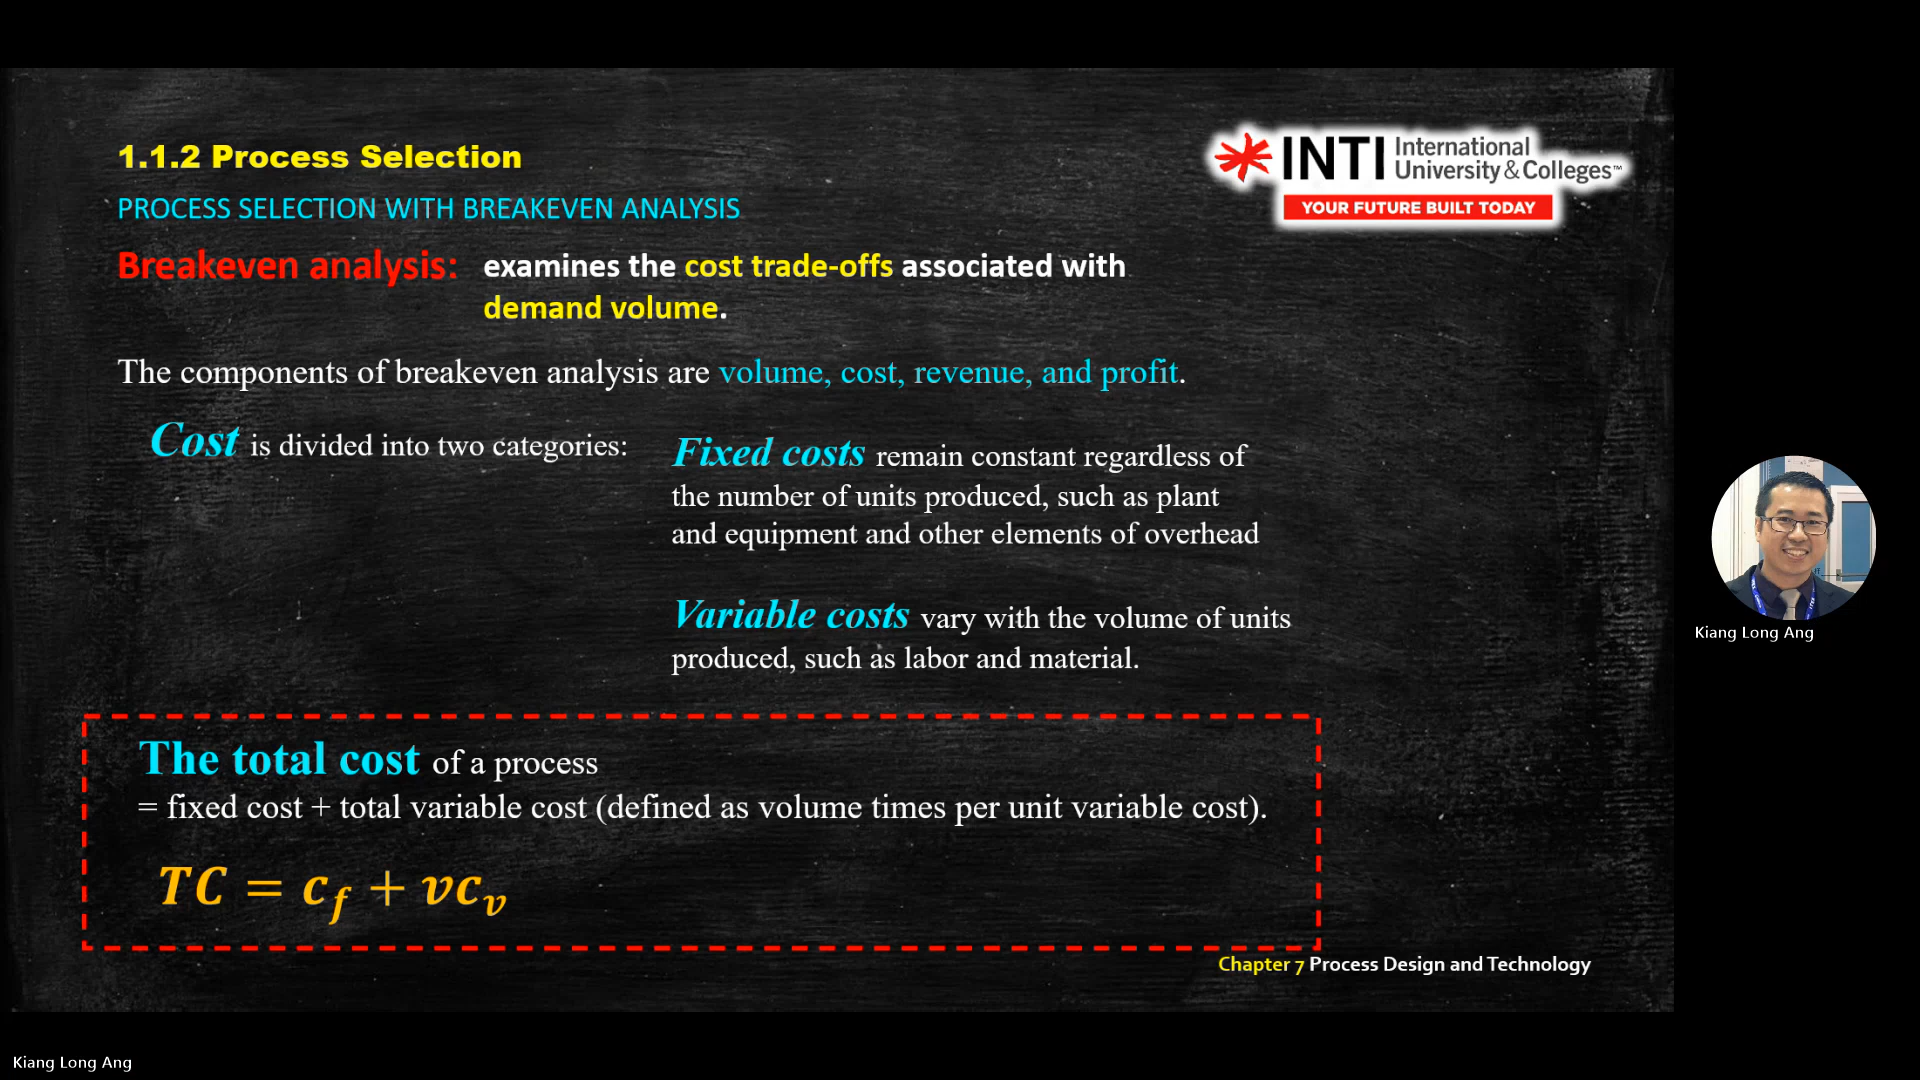 1.1.2 Process Selection
PROCESS SELECTION WITH BREAKEVEN ANALYSIS
INTI International University & Colleges™
YOUR FUTURE BUILT TODAY
Breakeven analysis: examines the cost trade-offs associated with
demand volume.
The components of breakeven analysis are volume, cost, revenue, and profit.
Cost is divided into two categories:
Fixed costs remain constant regardless of
the number of units produced, such as plant
and equipment and other elements of overhead
Variable costs vary with the volume of units
produced, such as labor and material.
The total cost of a process
= fixed cost + total variable cost (defined as volume times per unit variable cost).
TC = c_f + vc_v
Chapter 7 Process Design and Technology
Kiang Long Ang
Kiang Long Ang